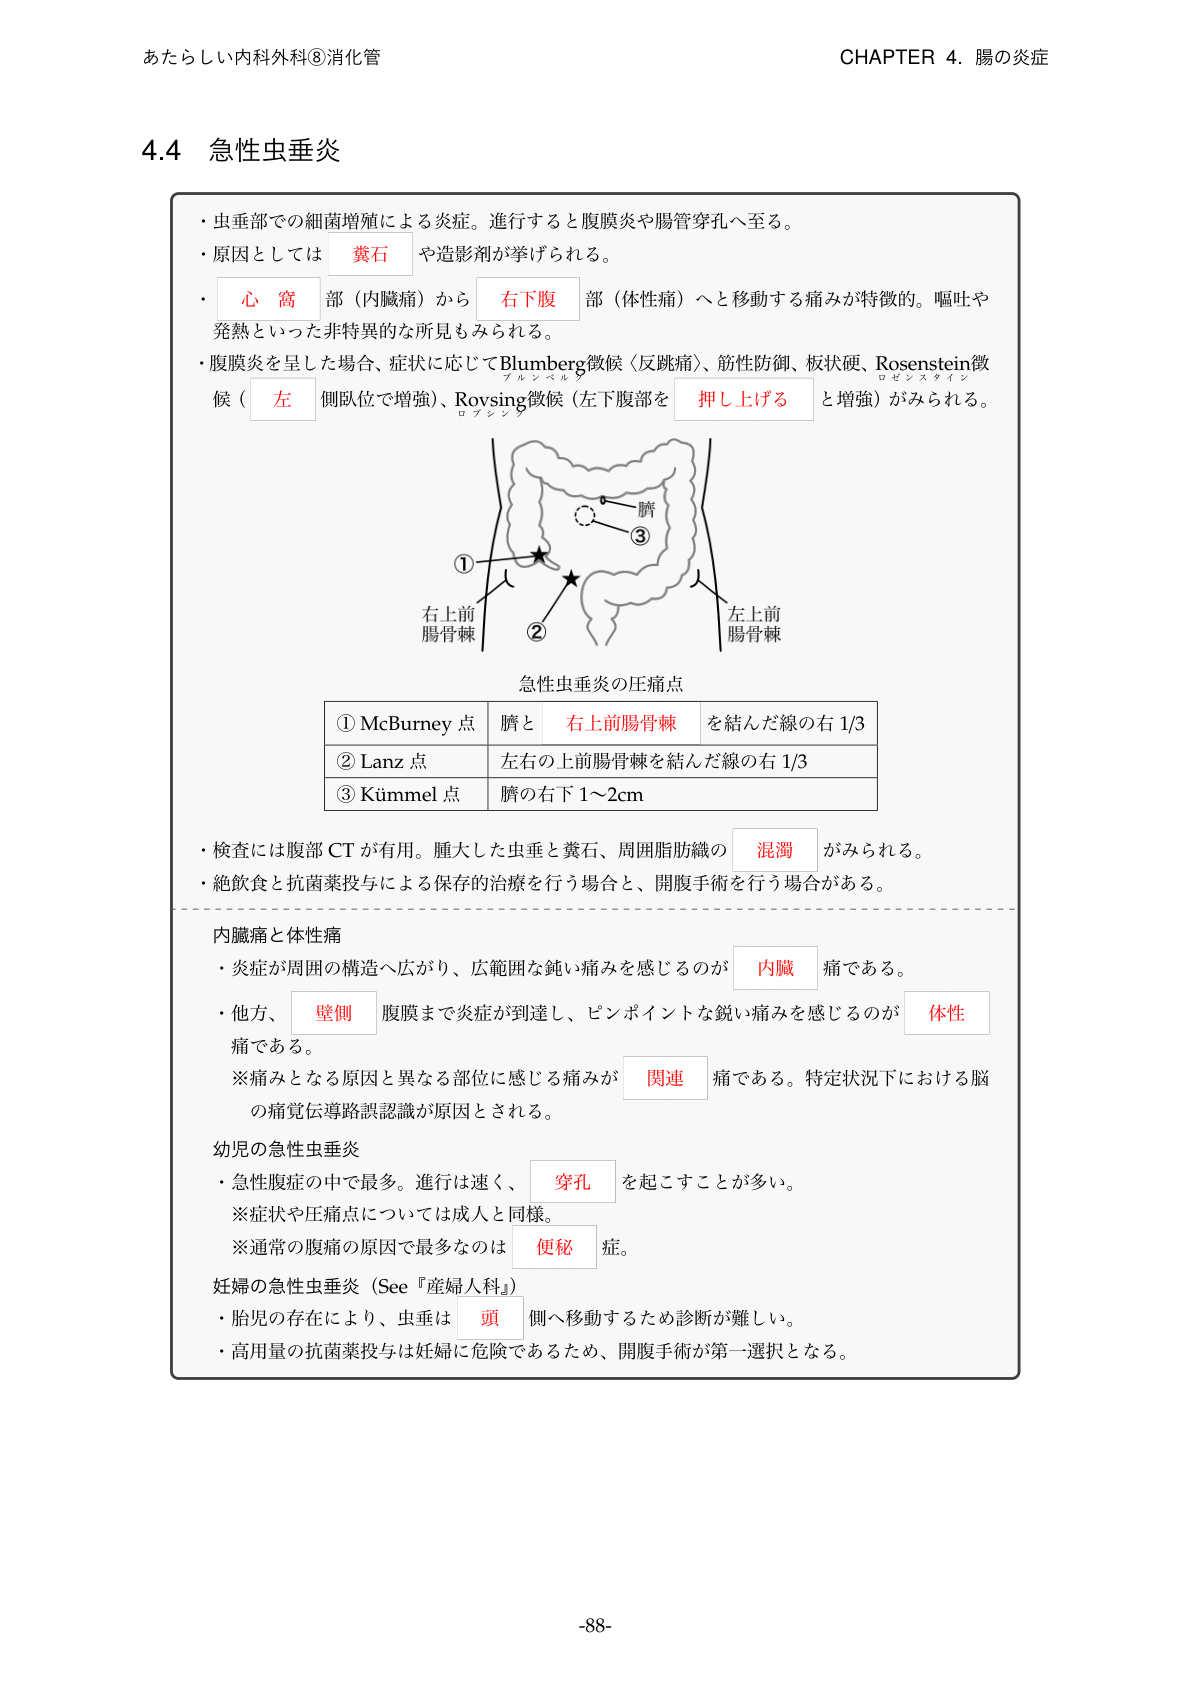 あたらしい内科外科⑧消化管
CHAPTER 4. 腸の炎症
4.4 急性虫垂炎
・虫垂部での細菌増殖による炎症。進行すると腹膜炎や腸管穿孔へ至る。
・原因としては 糞石 や造影剤が挙げられる。
・ 心 窩 部（内臓痛）から 右下腹 部（体性痛）へと移動する痛みが特徴的。嘔吐や
発熱といった非特異的な所見もみられる。
・腹膜炎を呈した場合、症状に応じてBlumberg徴候〈反跳痛〉、筋性防御、板状硬、Rosenstein徴
ブルンベルグ ロゼンスタイン
候（ 左 側臥位で増強）、Rovsing徴候（左下腹部を 押し上げる と増強）がみられる。
ロブシング
臍
③
①
右上前
腸骨棘
②
左上前
腸骨棘
急性虫垂炎の圧痛点
① McBurney 点 臍と 右上前腸骨棘 を結んだ線の右 1/3
② Lanz 点 左右の上前腸骨棘を結んだ線の右 1/3
③ Kümmel 点 臍の右下 1〜2cm
・検査には腹部 CT が有用。腫大した虫垂と糞石、周囲脂肪織の 混濁 がみられる。
・絶飲食と抗菌薬投与による保存的治療を行う場合と、開腹手術を行う場合がある。
内臓痛と体性痛
・炎症が周囲の構造へ広がり、広範囲な鈍い痛みを感じるのが 内臓 痛である。
・他方、 壁側 腹膜まで炎症が到達し、ピンポイントな鋭い痛みを感じるのが 体性
痛である。
※痛みとなる原因と異なる部位に感じる痛みが 関連 痛である。特定状況下における脳
の痛覚伝導路誤認識が原因とされる。
幼児の急性虫垂炎
・急性腹症の中で最多。進行は速く、 穿孔 を起こすことが多い。
※症状や圧痛点については成人と同様。
※通常の腹痛の原因で最多なのは 便秘 症。
妊婦の急性虫垂炎（See『産婦人科』）
・胎児の存在により、虫垂は 頭 側へ移動するため診断が難しい。
・高用量の抗菌薬投与は妊婦に危険であるため、開腹手術が第一選択となる。
-88-